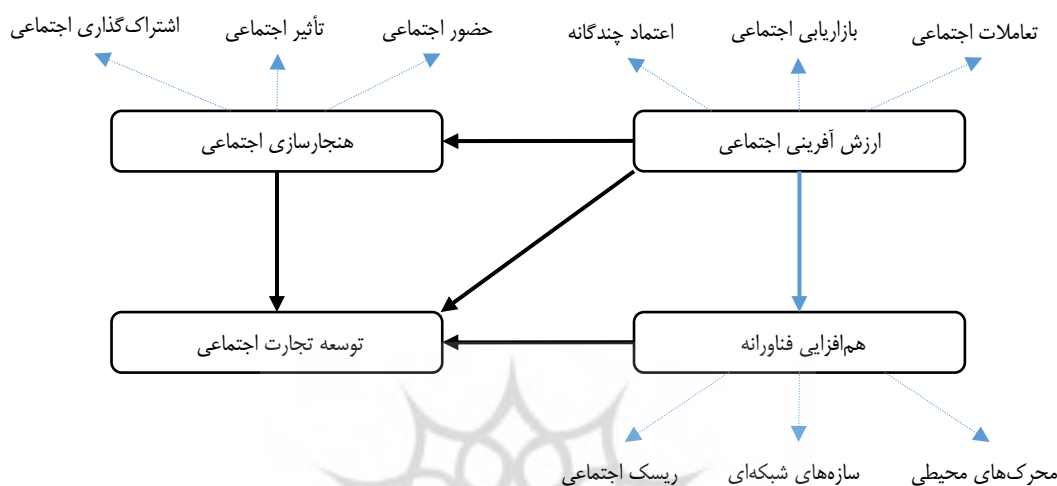 تعاملات اجتماعی
بازاریابی اجتماعی
اعتماد چندگانه
حضور اجتماعی
تأثیر اجتماعی
اشتراک‌گذاری اجتماعی
ارزش آفرینی اجتماعی
هنجارسازی اجتماعی
هم‌افزایی فناورانه
توسعه تجارت اجتماعی
محرک‌های محیطی
سازه‌های شبکه‌ای
ریسک اجتماعی